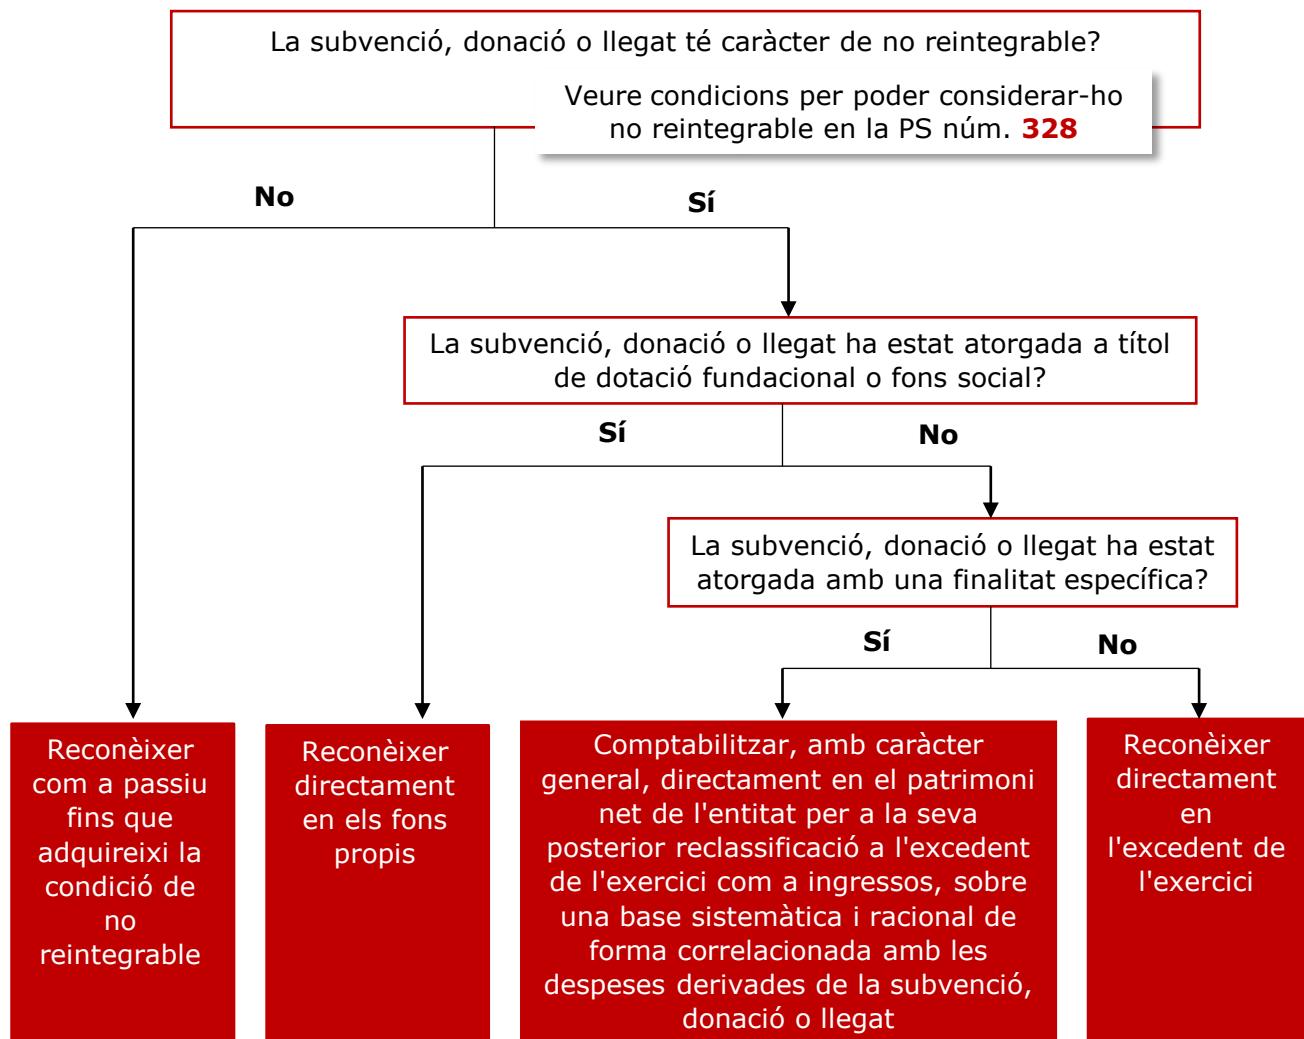 La subvenció, donació o llegat té caràcter de no reintegrable?
Veure condicions per poder considerar-ho
no reintegrable en la PS núm. 328
No
Sí
La subvenció, donació o llegat ha estat atorgada a títol
de dotació fundacional o fons social?
Sí
No
La subvenció, donació o llegat ha estat
atorgada amb una finalitat específica?
Sí
No
Reconèixer
com a passiu
fins que
adquireixi la
condició de
no
reintegrable
Reconèixer
directament
en els fons
propis
Comptabilitzar, amb caràcter
general, directament en el patrimoni
net de l'entitat per a la seva
posterior reclassificació a l'excedent
de l'exercici com a ingressos, sobre
una base sistemàtica i racional de
forma correlacionada amb les
despeses derivades de la subvenció,
donació o llegat
Reconèixer
directament
en
l'excedent de
l'exercici